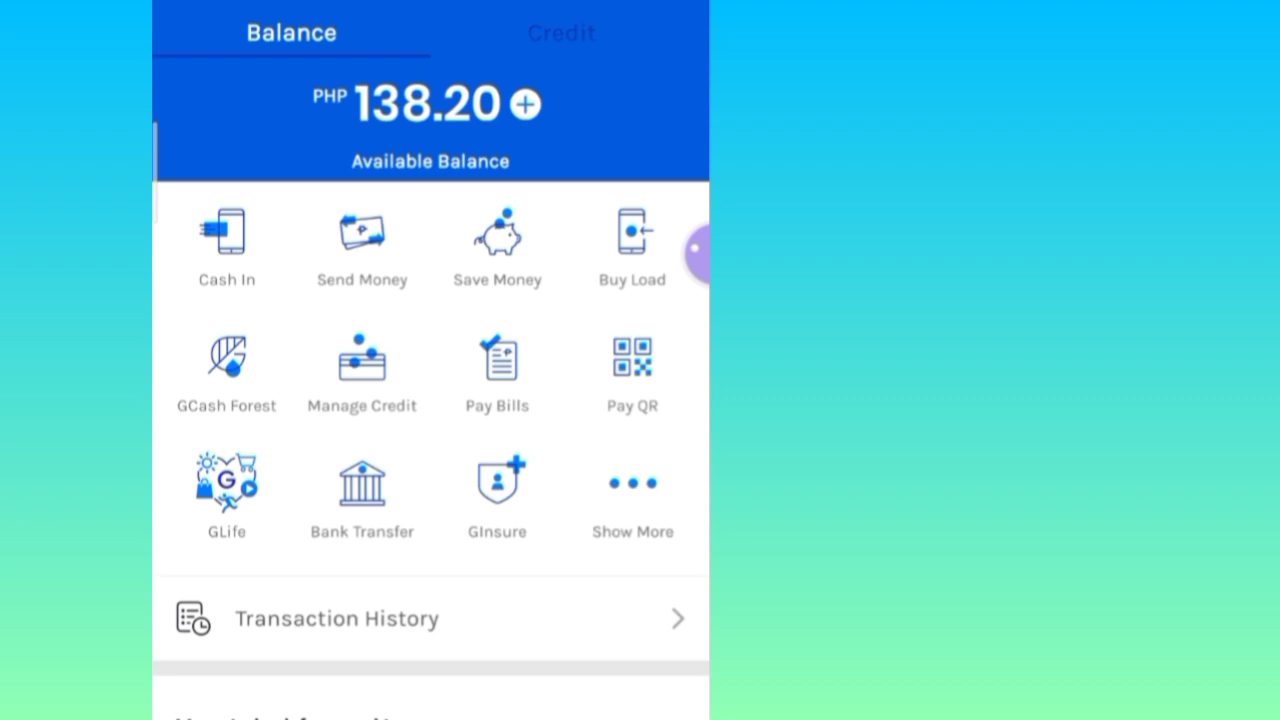 Balance Credit
PHP 138.20
Available Balance
Cash In Send Money Save Money Buy Load
GCash Forest Manage Credit Pay Bills Pay QR
G
GLife Bank Transfer GInsure Show More
Transaction History